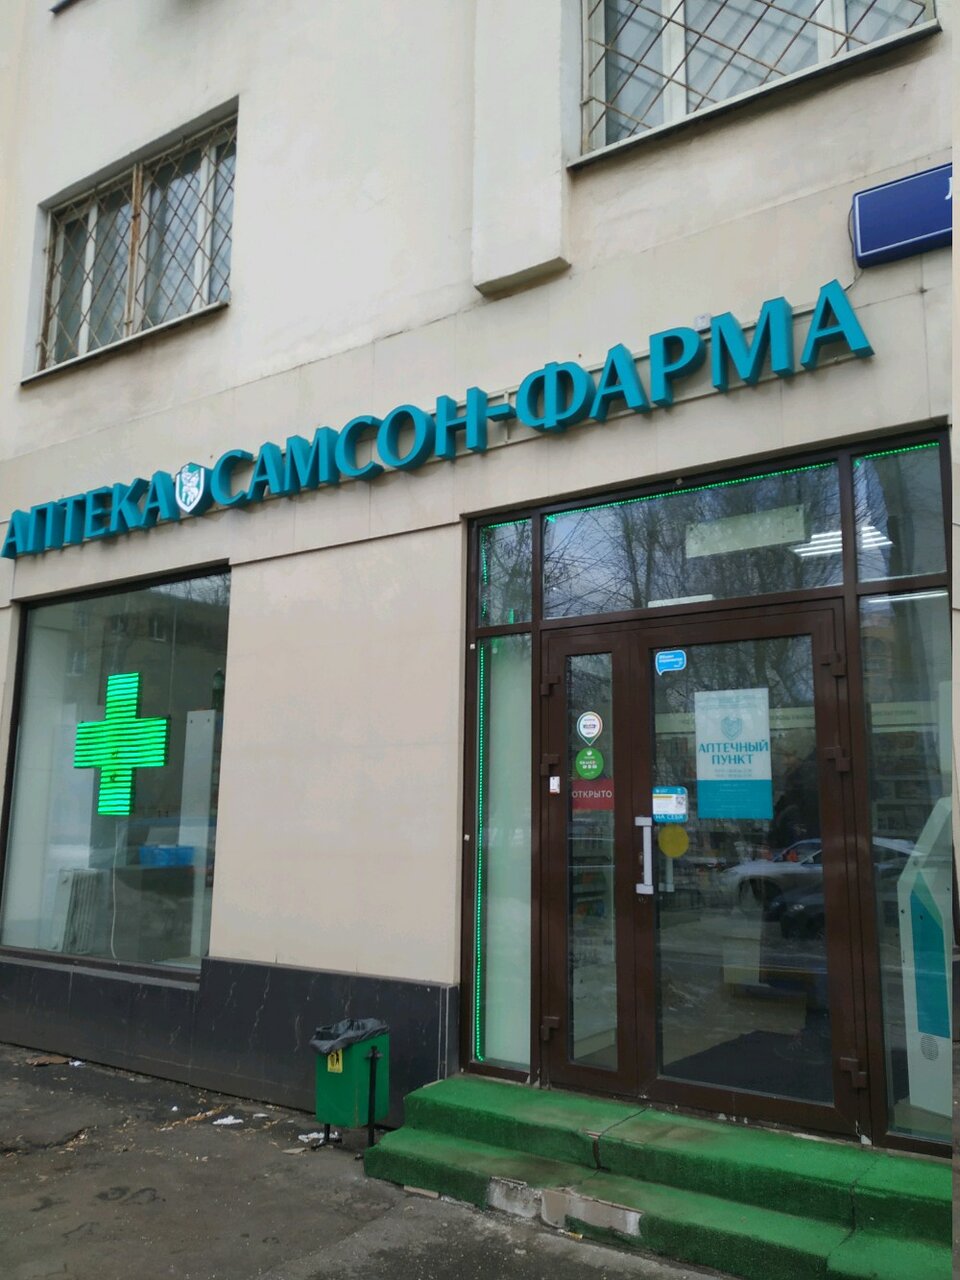 АПТЕКА САМСОН-ФАРМА
АПТЕЧНЫЙ
ПУНКТ
ОТКРЫТО
НА СЕБЯ